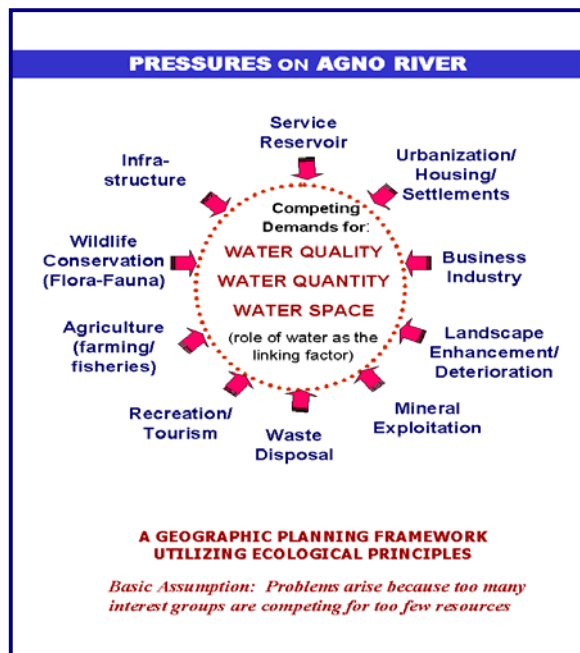 PRESSURES ON AGNO RIVER
Service
Reservoir
Urbanization/
Housing/
Settlements
Business
Industry
Landscape
Enhancement/
Deterioration
Mineral
Exploitation
Waste
Disposal
Recreation/
Tourism
Agriculture
(farming/
fisheries)
Wildlife
Conservation
(Flora-Fauna)
Infra-
structure
Competing
Demands for:
WATER QUALITY
WATER QUANTITY
WATER SPACE
(role of water as the
linking factor)
A GEOGRAPHIC PLANNING FRAMEWORK
UTILIZING ECOLOGICAL PRINCIPLES
Basic Assumption: Problems arise because too many
interest groups are competing for too few resources